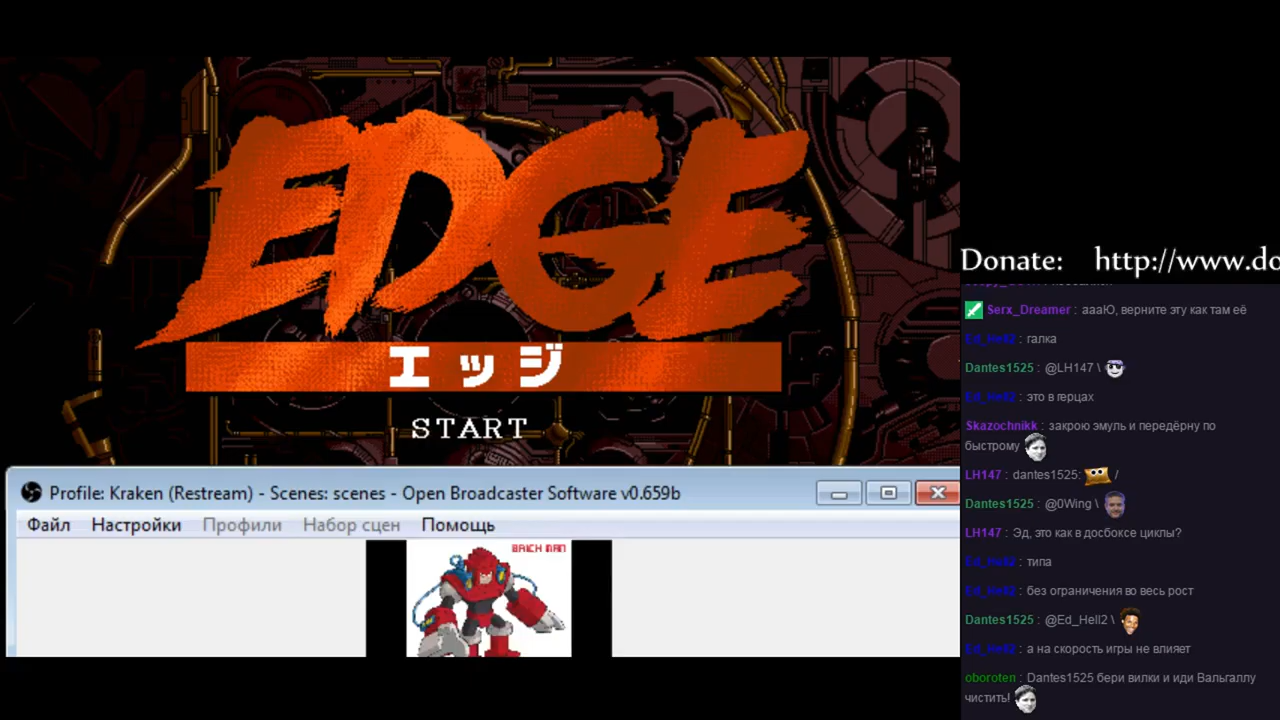 EDGE
エッジ
START
Profile: Kraken (Restream) - Scenes: scenes - Open Broadcaster Software v0.659b
Файл Настройки Профили Набор сцен Помощь
Donate: http://www.do
Serx_Dreamer : аааЮ, верните эту как там её
галка
Dantes1525 : @LH147 \
это в герцах
Skazochnikk : закрою эмуль и передёрну по
быстрому
LH147 : dantes1525: /
Dantes1525 : @0Wing \
LH147 : Эд, это как в досбоксе циклы?
типа
без ограничения во весь рост
Dantes1525 : @Ed_Hell2 \
а на скорость игры не влияет
oboroten : Dantes1525 бери вилки и иди Вальгаллу
чистить!